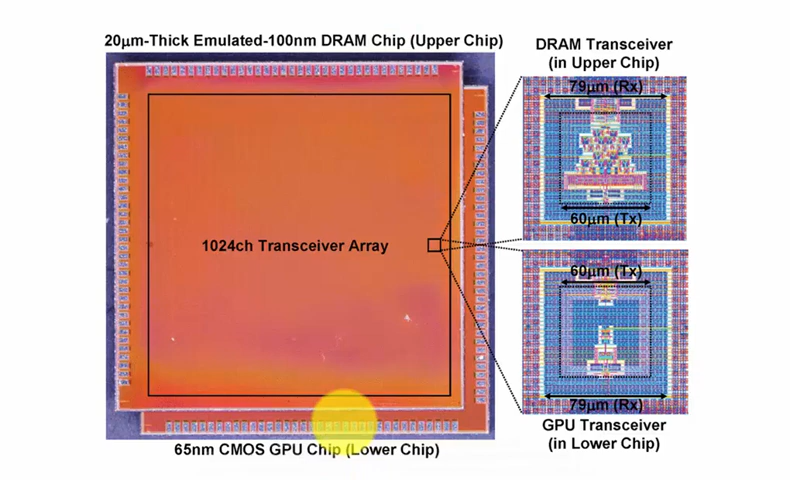 20μm-Thick Emulated-100nm DRAM Chip (Upper Chip)
1024ch Transceiver Array
65nm CMOS GPU Chip (Lower Chip)
DRAM Transceiver
(in Upper Chip)
79μm (Rx)
60μm (Tx)
60μm (Tx)
79μm (Rx)
GPU Transceiver
(in Lower Chip)